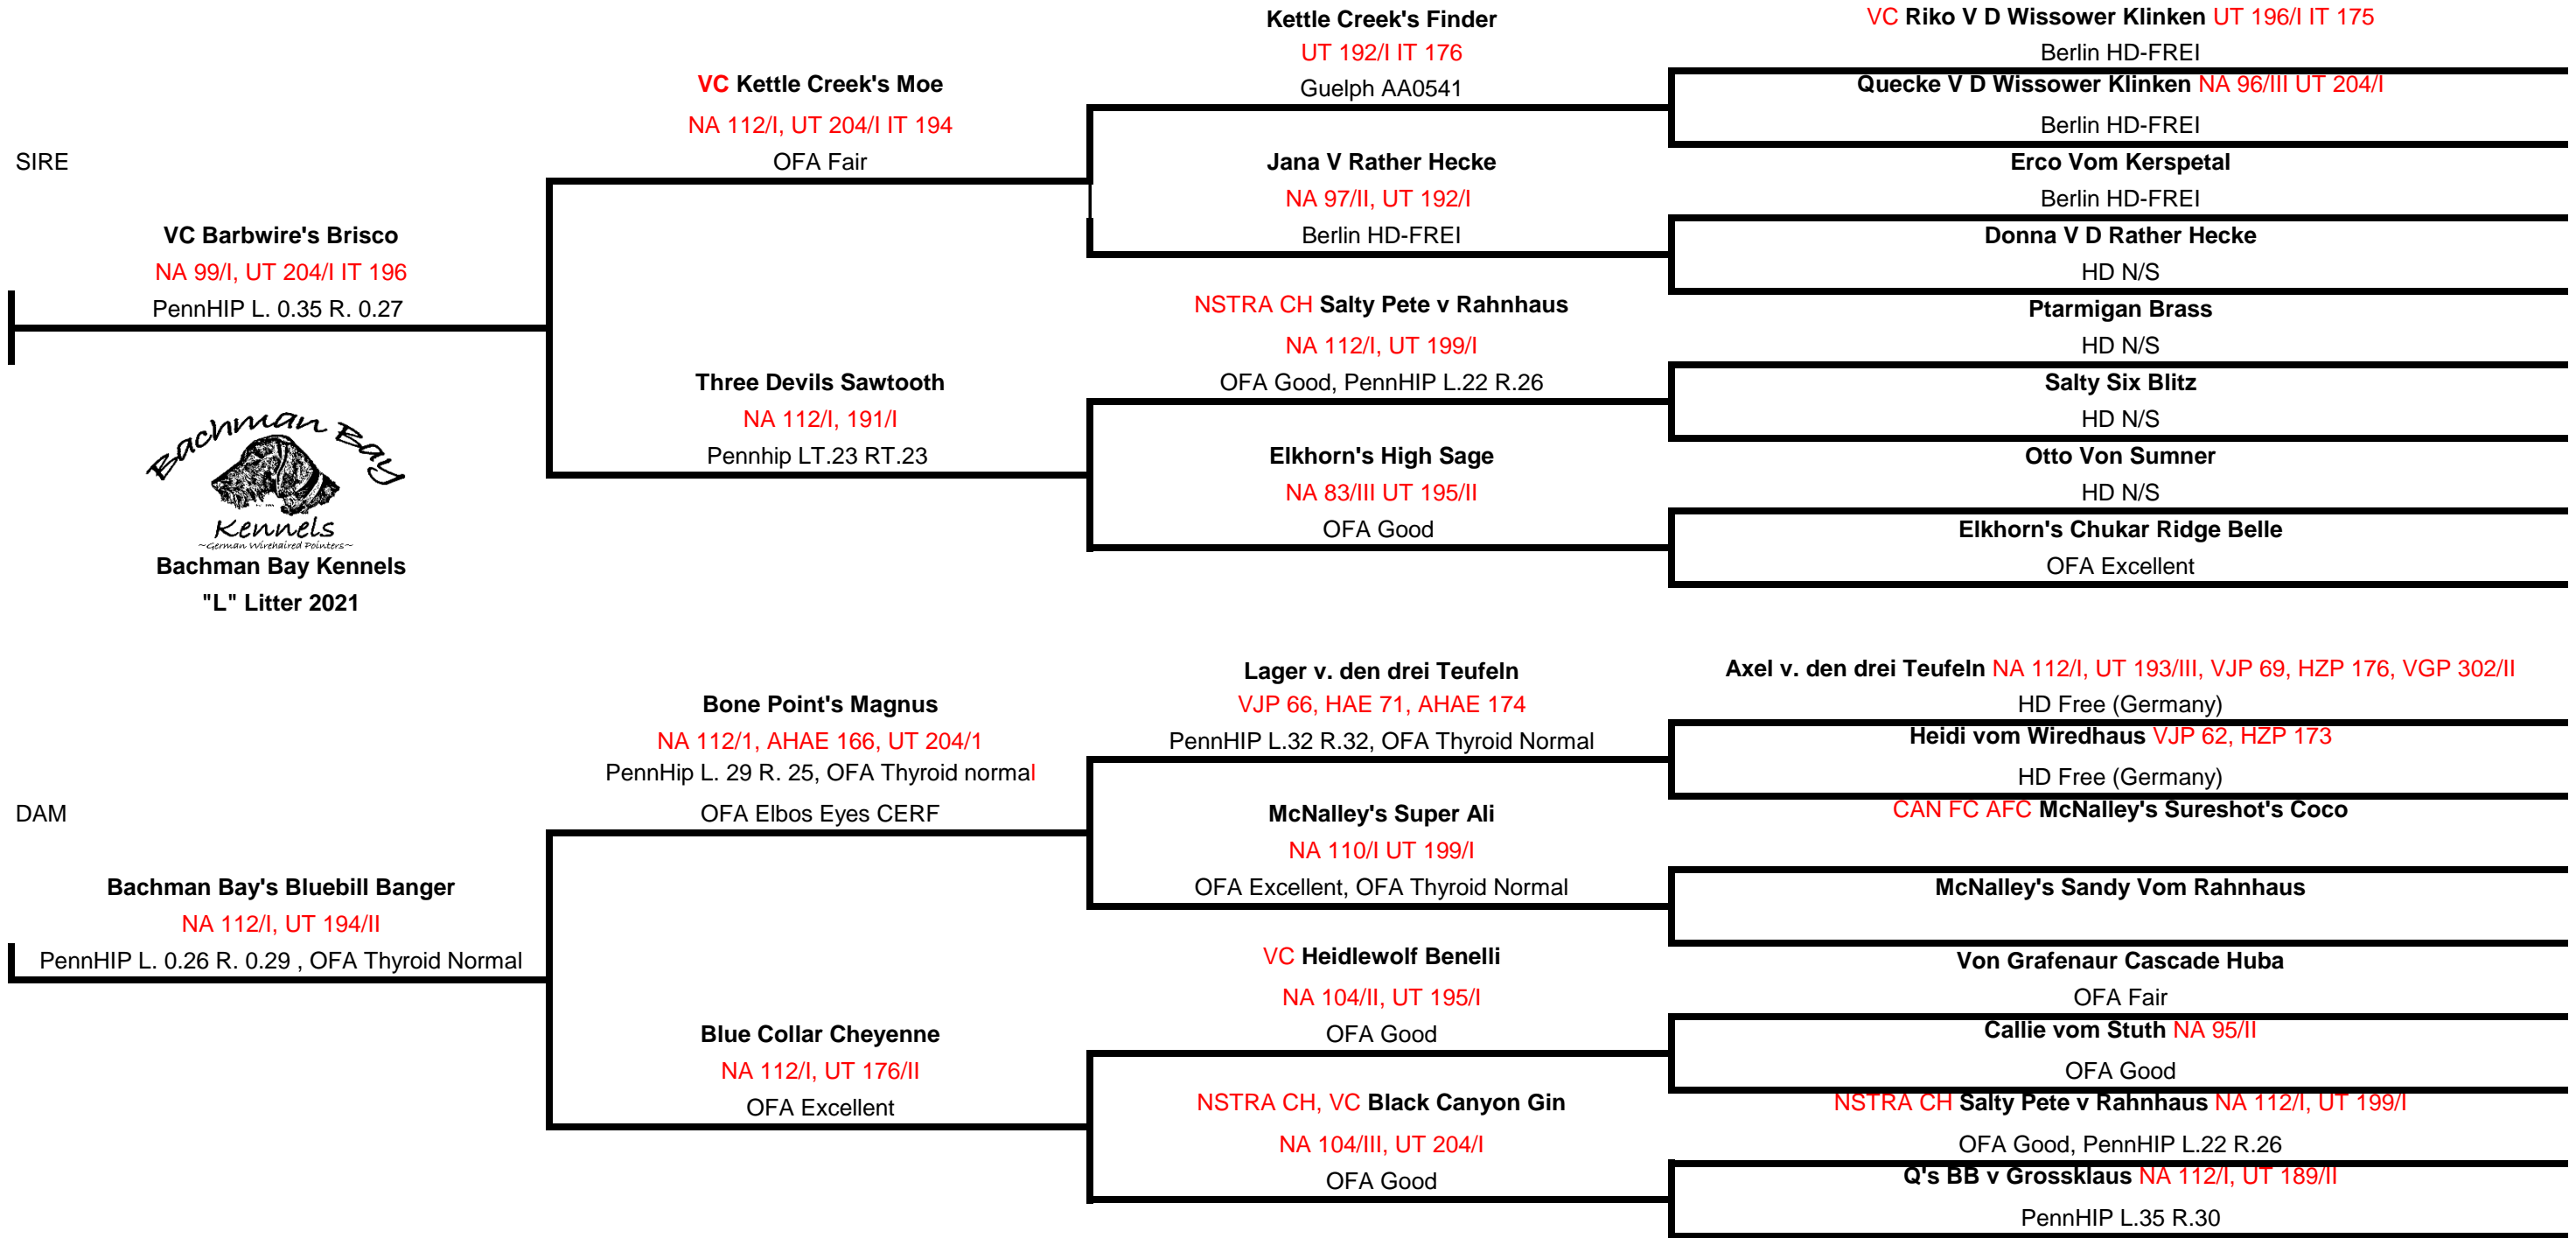 SIRE
VC Barbwire's Brisco
NA 99/I, UT 204/I IT 196
PennHIP L. 0.35 R. 0.27
Bachman Bay
Kennels
~German Wirehaired Pointers~
Bachman Bay Kennels
"L" Litter 2021
VC Kettle Creek's Moe
NA 112/I, UT 204/I IT 194
OFA Fair
Three Devils Sawtooth
NA 112/I, 191/I
Pennhip LT.23 RT.23
Kettle Creek's Finder
UT 192/I IT 176
Guelph AA0541
Jana V Rather Hecke
NA 97/II, UT 192/I
Berlin HD-FREI
NSTRA CH Salty Pete v Rahnhaus
NA 112/I, UT 199/I
OFA Good, PennHIP L.22 R.26
Elkhorn's High Sage
NA 83/III UT 195/II
OFA Good
VC Riko V D Wissower Klinken UT 196/I IT 175
Berlin HD-FREI
Quecke V D Wissower Klinken NA 96/III UT 204/I
Berlin HD-FREI
Erco Vom Kerspetal
Berlin HD-FREI
Donna V D Rather Hecke
HD N/S
Ptarmigan Brass
HD N/S
Salty Six Blitz
HD N/S
Otto Von Sumner
HD N/S
Elkhorn's Chukar Ridge Belle
OFA Excellent
DAM
Bachman Bay's Bluebill Banger
NA 112/I, UT 194/II
PennHIP L. 0.26 R. 0.29 , OFA Thyroid Normal
Bone Point's Magnus
NA 112/1, AHAE 166, UT 204/1
PennHip L. 29 R. 25, OFA Thyroid normal
OFA Elbos Eyes CERF
Blue Collar Cheyenne
NA 112/I, UT 176/II
OFA Excellent
Lager v. den drei Teufeln
VJP 66, HAE 71, AHAE 174
PennHIP L.32 R.32, OFA Thyroid Normal
McNalley's Super Ali
NA 110/I UT 199/I
OFA Excellent, OFA Thyroid Normal
VC Heidlewolf Benelli
NA 104/II, UT 195/I
OFA Good
NSTRA CH, VC Black Canyon Gin
NA 104/III, UT 204/I
OFA Good
Axel v. den drei Teufeln NA 112/I, UT 193/III, VJP 69, HZP 176, VGP 302/II
HD Free (Germany)
Heidi vom Wiredhaus VJP 62, HZP 173
HD Free (Germany)
CAN FC AFC McNalley's Sureshot's Coco
McNalley's Sandy Vom Rahnhaus
Von Grafenaur Cascade Huba
OFA Fair
Callie vom Stuth NA 95/II
OFA Good
NSTRA CH Salty Pete v Rahnhaus NA 112/I, UT 199/I
OFA Good, PennHIP L.22 R.26
Q's BB v Grossklaus NA 112/I, UT 189/II
PennHIP L.35 R.30